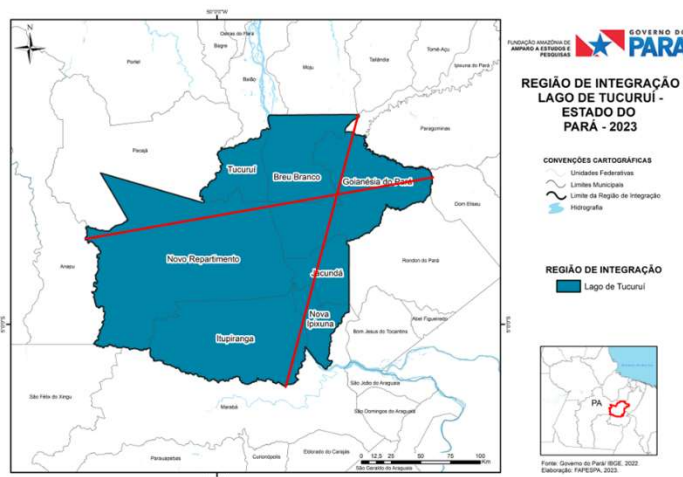 N
Portel
Bagre
Oeiras do Pará
Baião
Moju
Tailândia
Tomé-Açu
Ipixuna do Pará
Paragominas
Pacajá
Tucuruí
Breu Branco
Goianésia do Pará
Dom Eliseu
Anapu
Novo Repartimento
Jacundá
Rondon do Pará
Nova
Ipixuna
Itupiranga
Abel Figueiredo
Bom Jesus do Tocantins
São João do Araguaia
São Félix do Xingu
Marabá
São Domingos do Araguaia
Parauapebas
Curionópolis
Eldorado do Carajás
São Geraldo do Araguaia
0 12,5 25 50 75 100
Km
FUNDAÇÃO AMAZÔNIA DE
AMPARO A ESTUDOS E
PESQUISAS
GOVERNO DO
PARÁ
REGIÃO DE INTEGRAÇÃO
LAGO DE TUCURUÍ -
ESTADO DO
PARÁ - 2023
CONVENÇÕES CARTOGRÁFICAS
Unidades Federativas
Limites Municipais
Limite da Região de Integração
Hidrografia
REGIÃO DE INTEGRAÇÃO
Lago de Tucuruí
PA
Fonte: Governo do Pará/ IBGE, 2022.
Elaboração: FAPESPA, 2023.